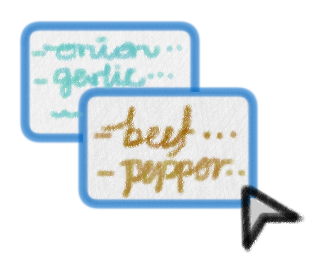 - onion ..
- garlic ...
- beef ...
- pepper ..